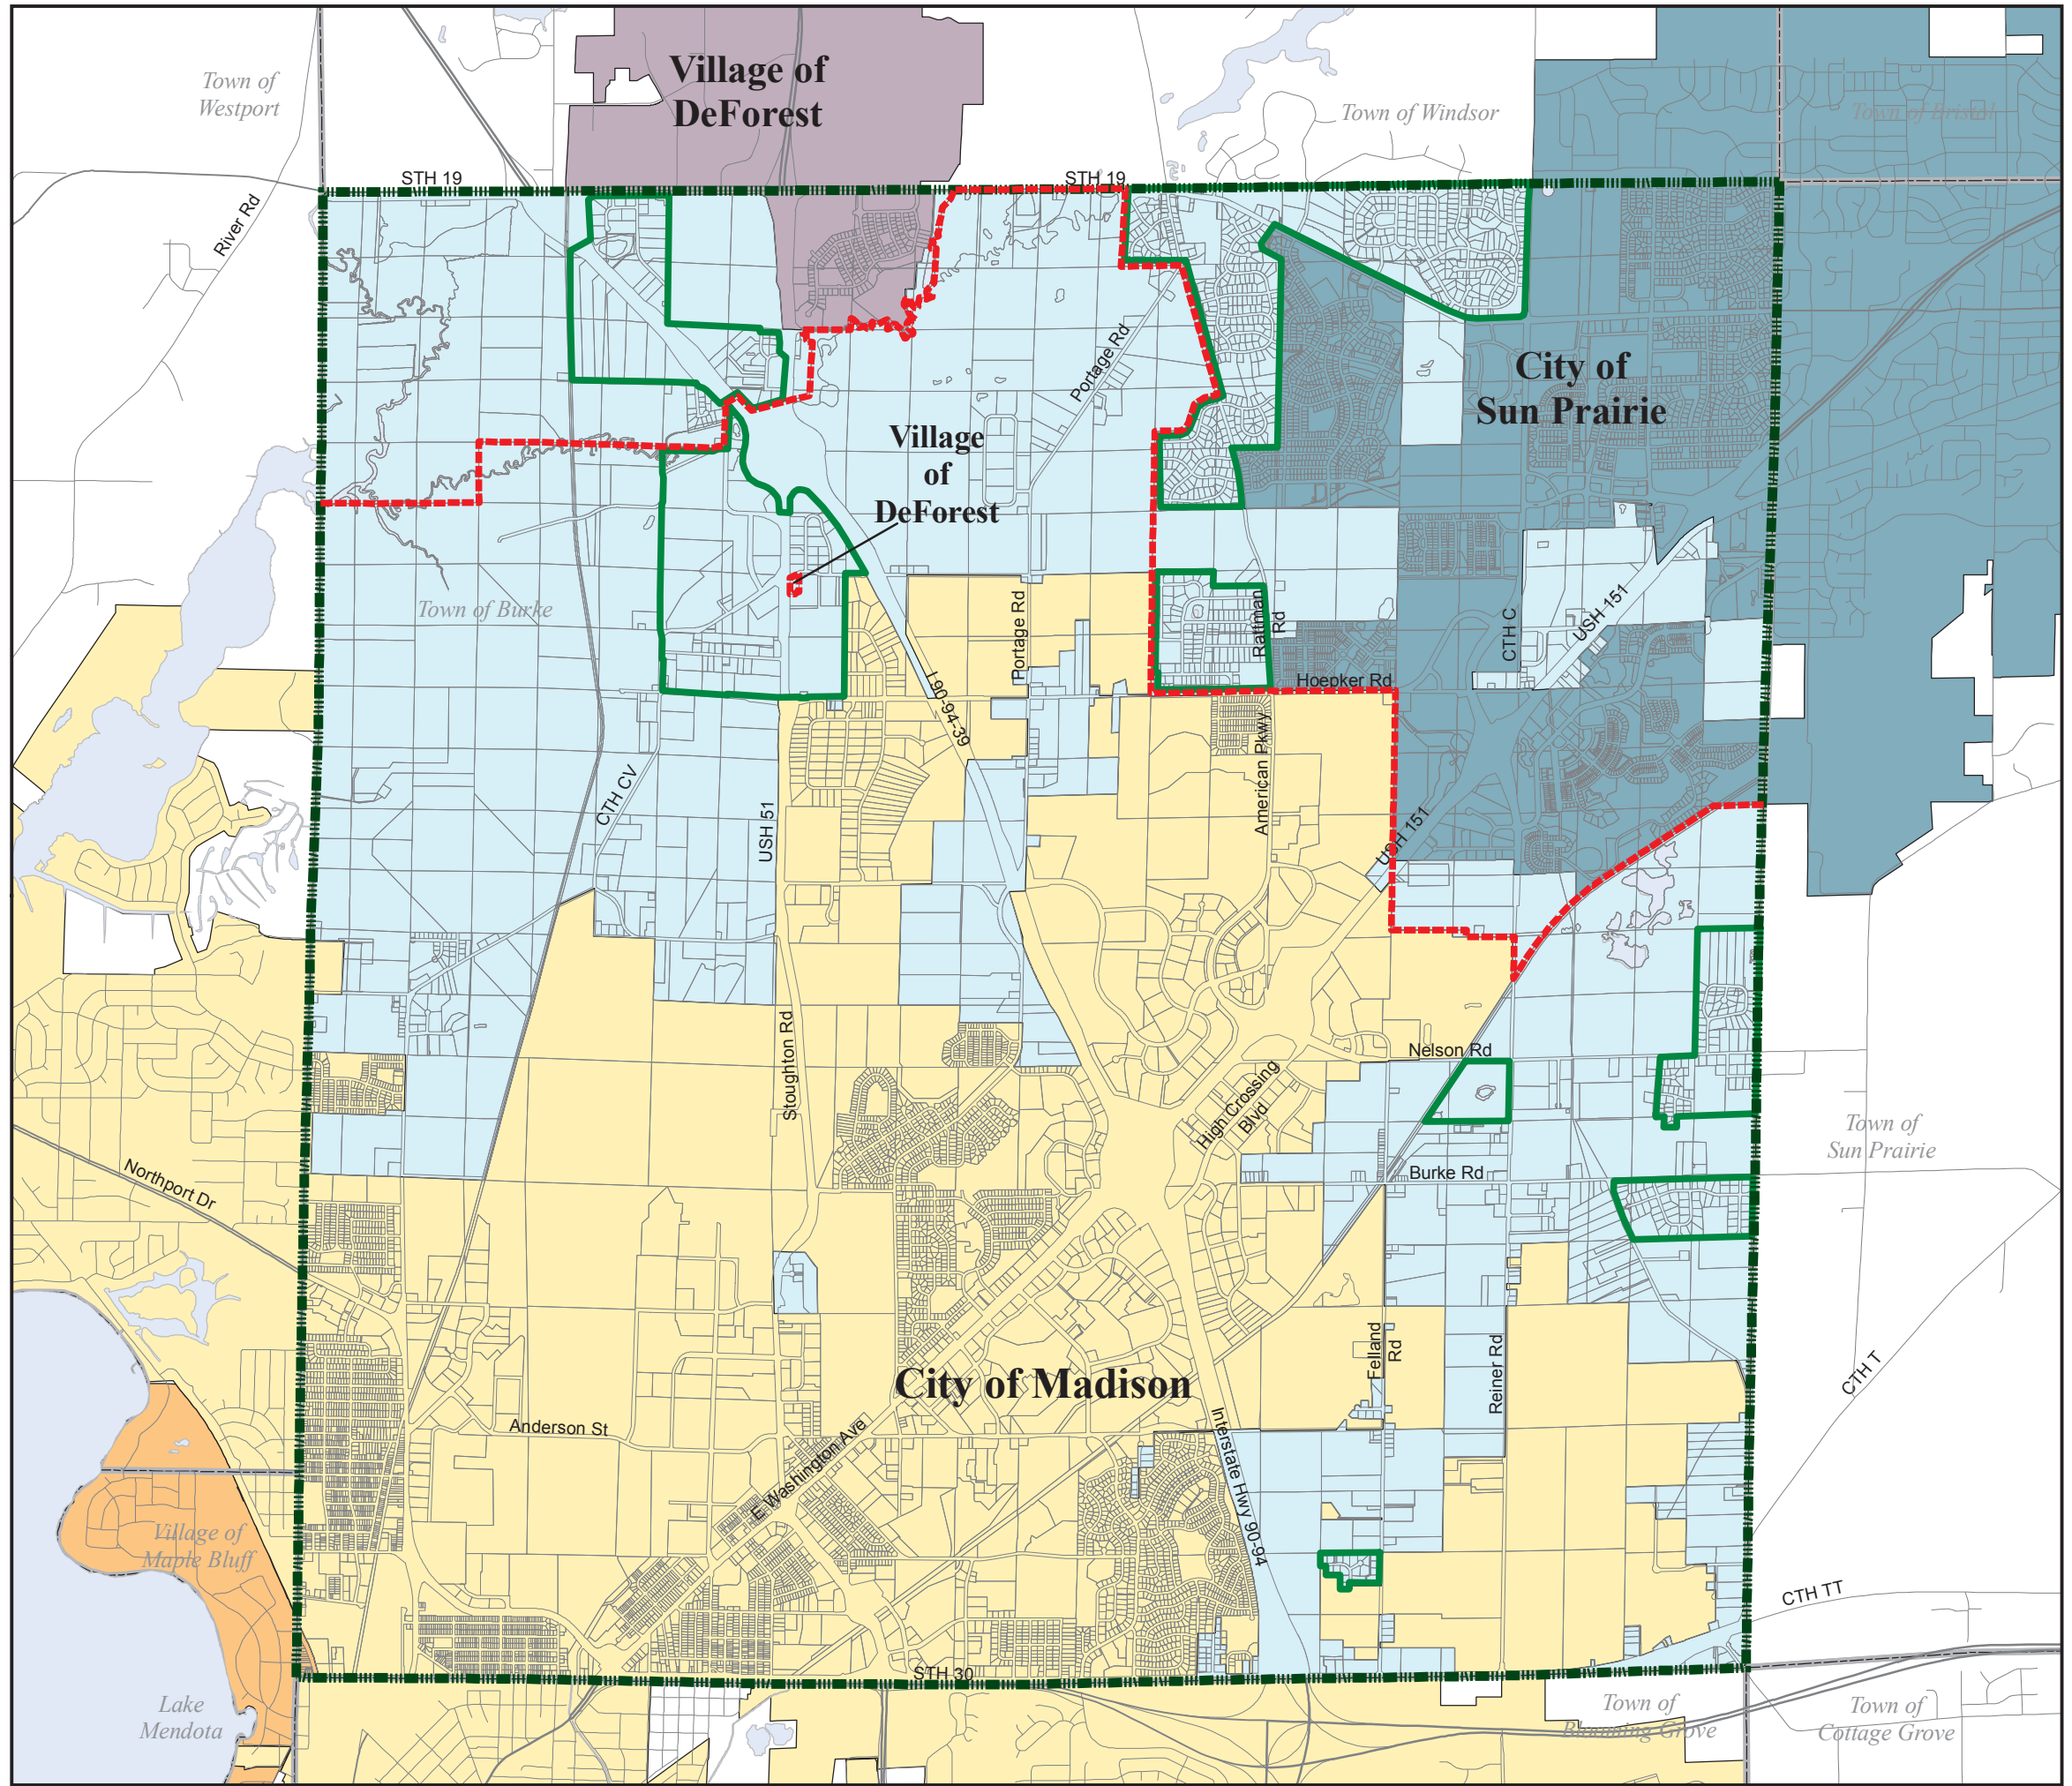 Village of
DeForest
Town of
Westport
Town of Windsor
Town of Bristol
STH 19
STH 19
River Rd
City of
Sun Prairie
Portage Rd
Village
of
DeForest
Town of Burke
Portage Rd
Rattman
Rd
CTH C
USH 151
Hoepker Rd
I-90-94-39
American Pkwy
CTH CV
USH 51
USH 151
Stoughton Rd
Nelson Rd
High Crossing
Blvd
Town of
Sun Prairie
Northport Dr
Burke Rd
Felland
Rd
Reiner Rd
CTH T
City of Madison
Anderson St
E Washington Ave
Interstate Hwy 90-94
Village of
Maple Bluff
CTH TT
STH 30
Lake
Mendota
Town of
Blooming Grove
Town of
Cottage Grove